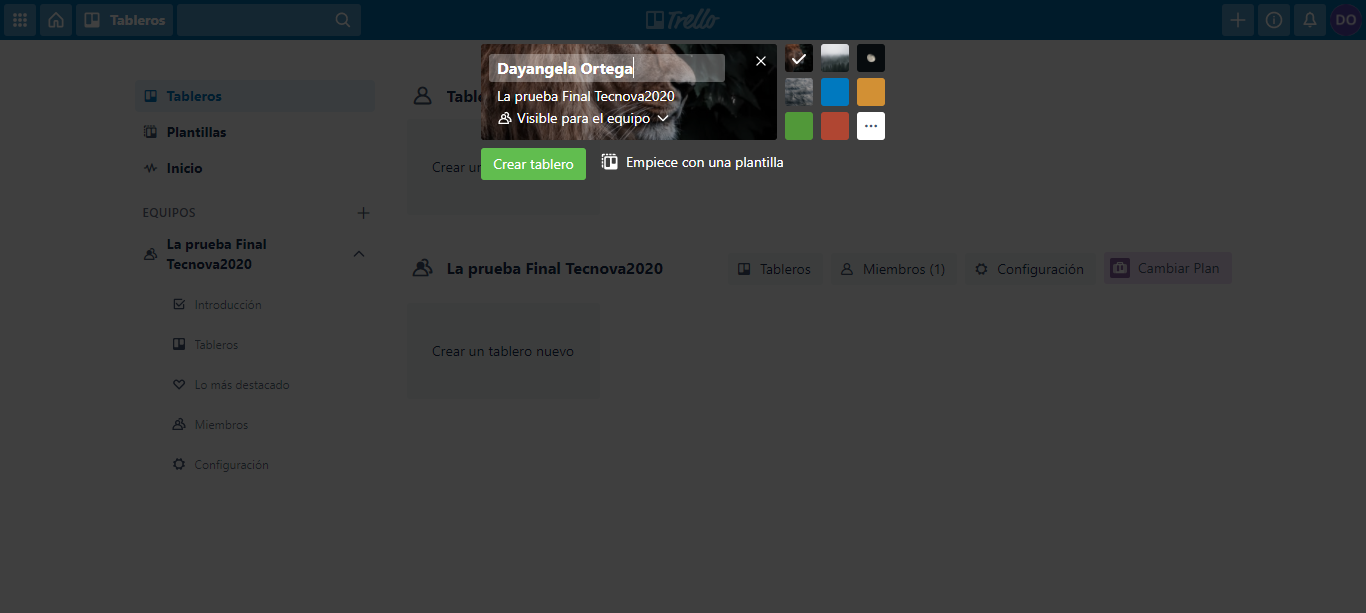 Tableros
Trello
DO
Dayangela Ortega
La prueba Final Tecnova2020
Visible para el equipo
Crear tablero
Empiece con una plantilla
Tableros
Plantillas
Inicio
EQUIPOS
La prueba Final
Tecnova2020
Introducción
Tableros
Lo más destacado
Miembros
Configuración
Table
Crear un
La prueba Final Tecnova2020
Tableros
Miembros (1)
Configuración
Cambiar Plan
Crear un tablero nuevo